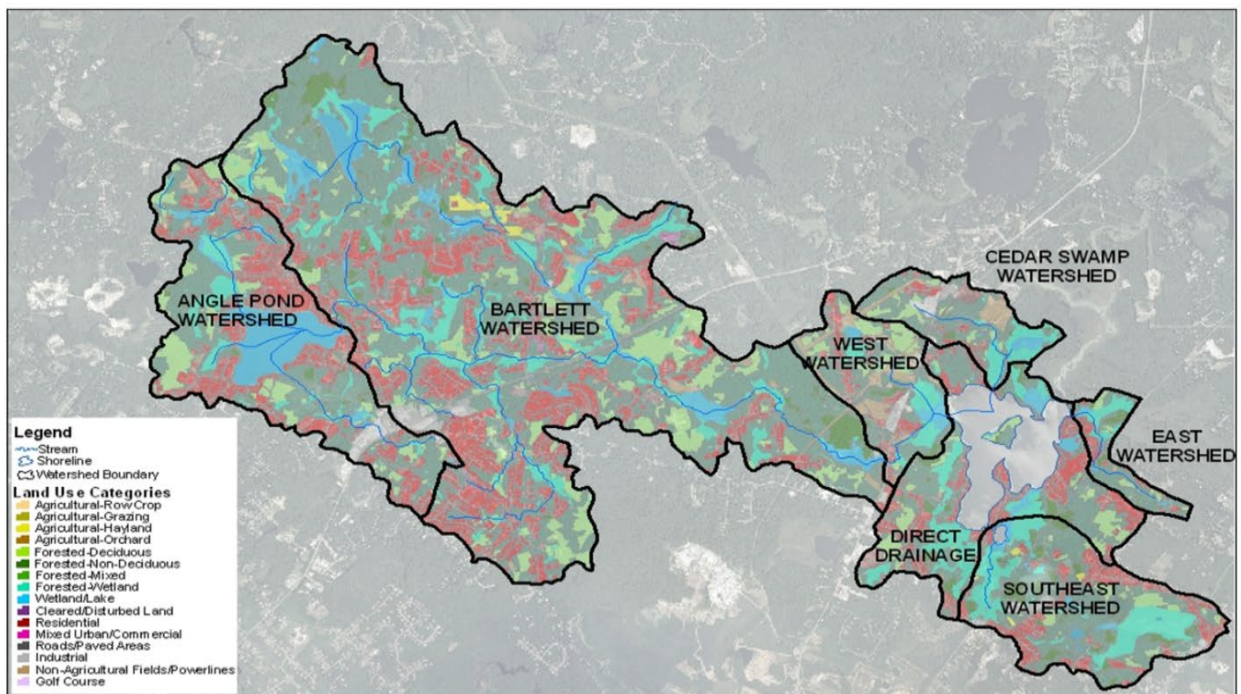 CEDAR SWAMP
WATERSHED
ANGLE POND
WATERSHED
BARTLETT
WATERSHED
WEST
WATERSHED
EAST
WATERSHED
DIRECT
DRAINAGE
SOUTHEAST
WATERSHED
Legend
Stream
Shoreline
Watershed Boundary
Land Use Categories
Agricultural-Row Crop
Agricultural-Grazing
Agricultural-Hayland
Agricultural-Orchard
Forested-Deciduous
Forested-Non-Deciduous
Forested-Mixed
Forested-Wetland
Wetland/Lake
Cleared/Disturbed Land
Residential
Mixed Urban/Commercial
Roads/Paved Areas
Industrial
Non-Agricultural Fields/Powerlines
Golf Course